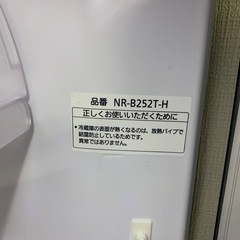 品番 NR-B252T-H
正しくお使いいただくために
•冷蔵庫の表面が熱くなるのは、放熱パイプで
結露防止しているためです。
異常ではありません。